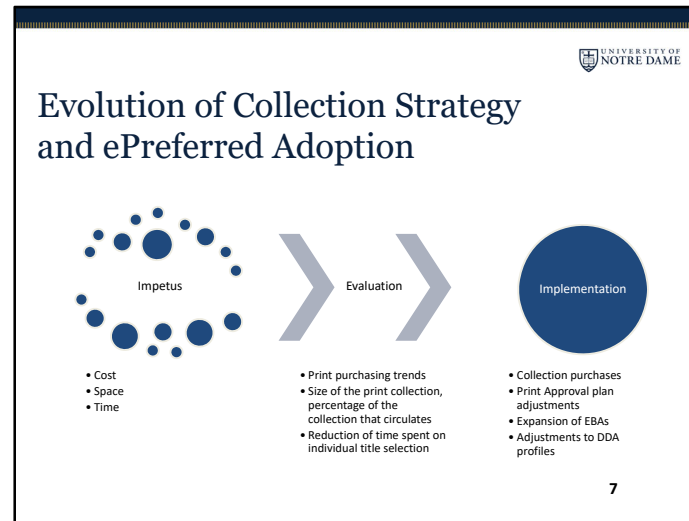 UNIVERSITY OF
NOTRE DAME
Evolution of Collection Strategy
and ePreferred Adoption
Impetus
• Cost
• Space
• Time
Evaluation
• Print purchasing trends
• Size of the print collection,
percentage of the
collection that circulates
• Reduction of time spent on
individual title selection
Implementation
• Collection purchases
• Print Approval plan
adjustments
• Expansion of EBAs
• Adjustments to DDA
profiles
7